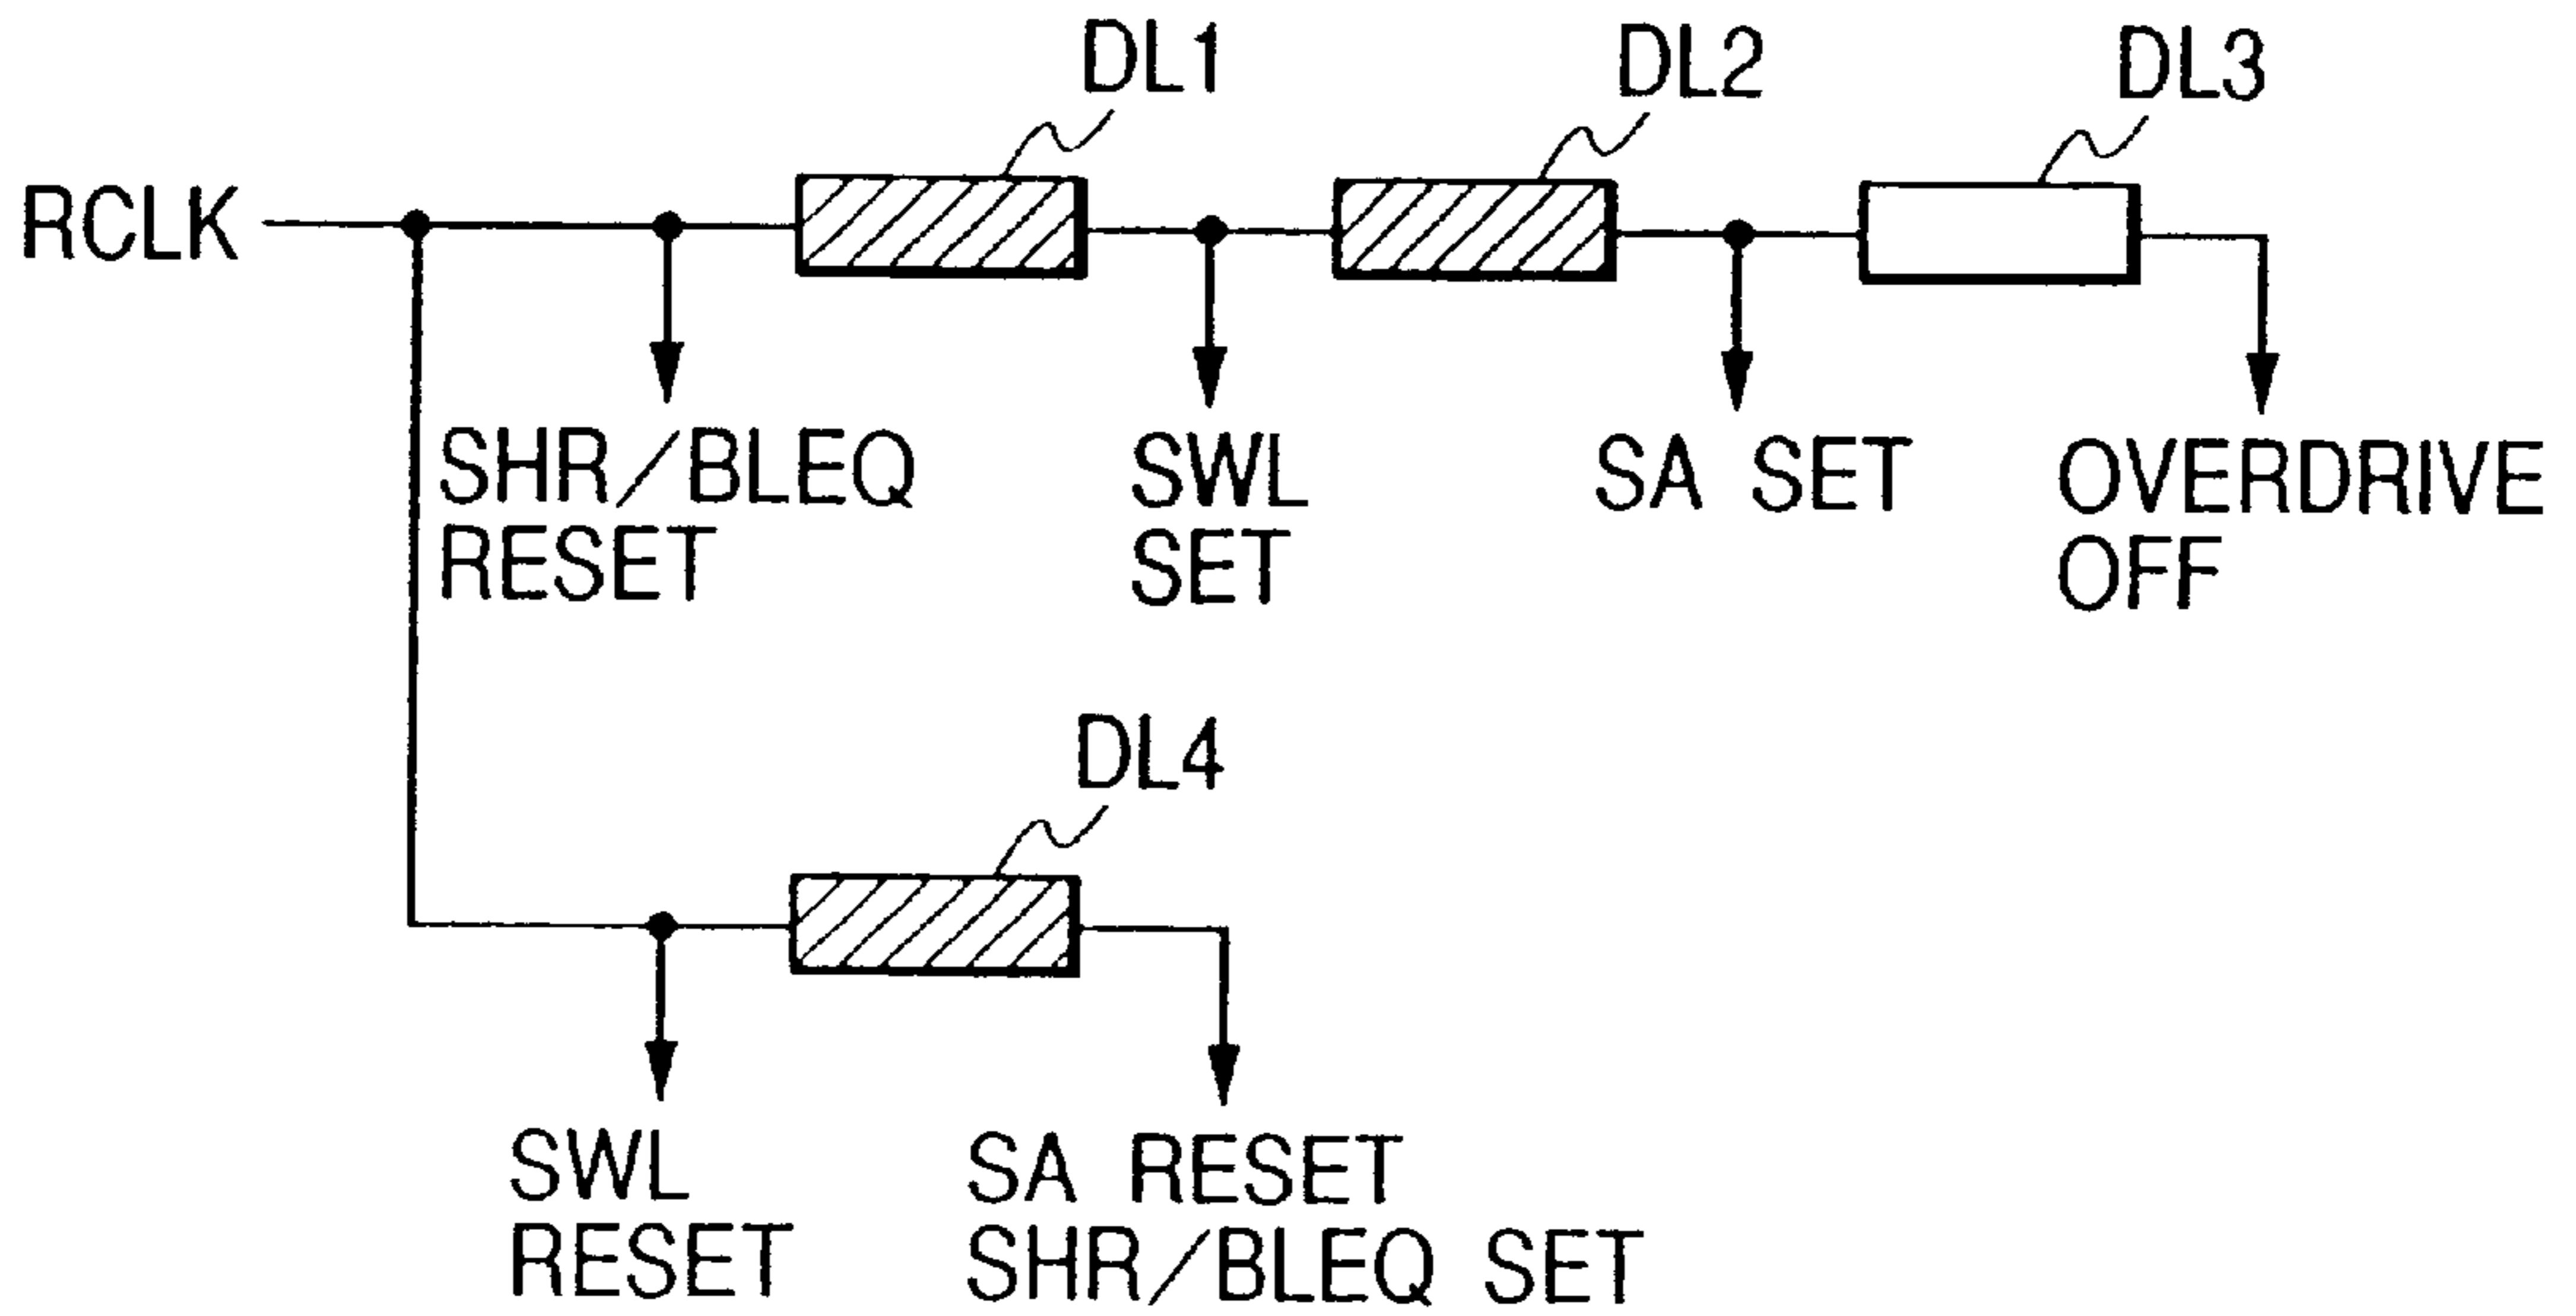 DL1
DL2
DL3
RCLK
SHR/BLEQ
RESET
SWL
SET
SA SET
OVERDRIVE
OFF
DL4
SWL
RESET
SA RESET
SHR/BLEQ SET